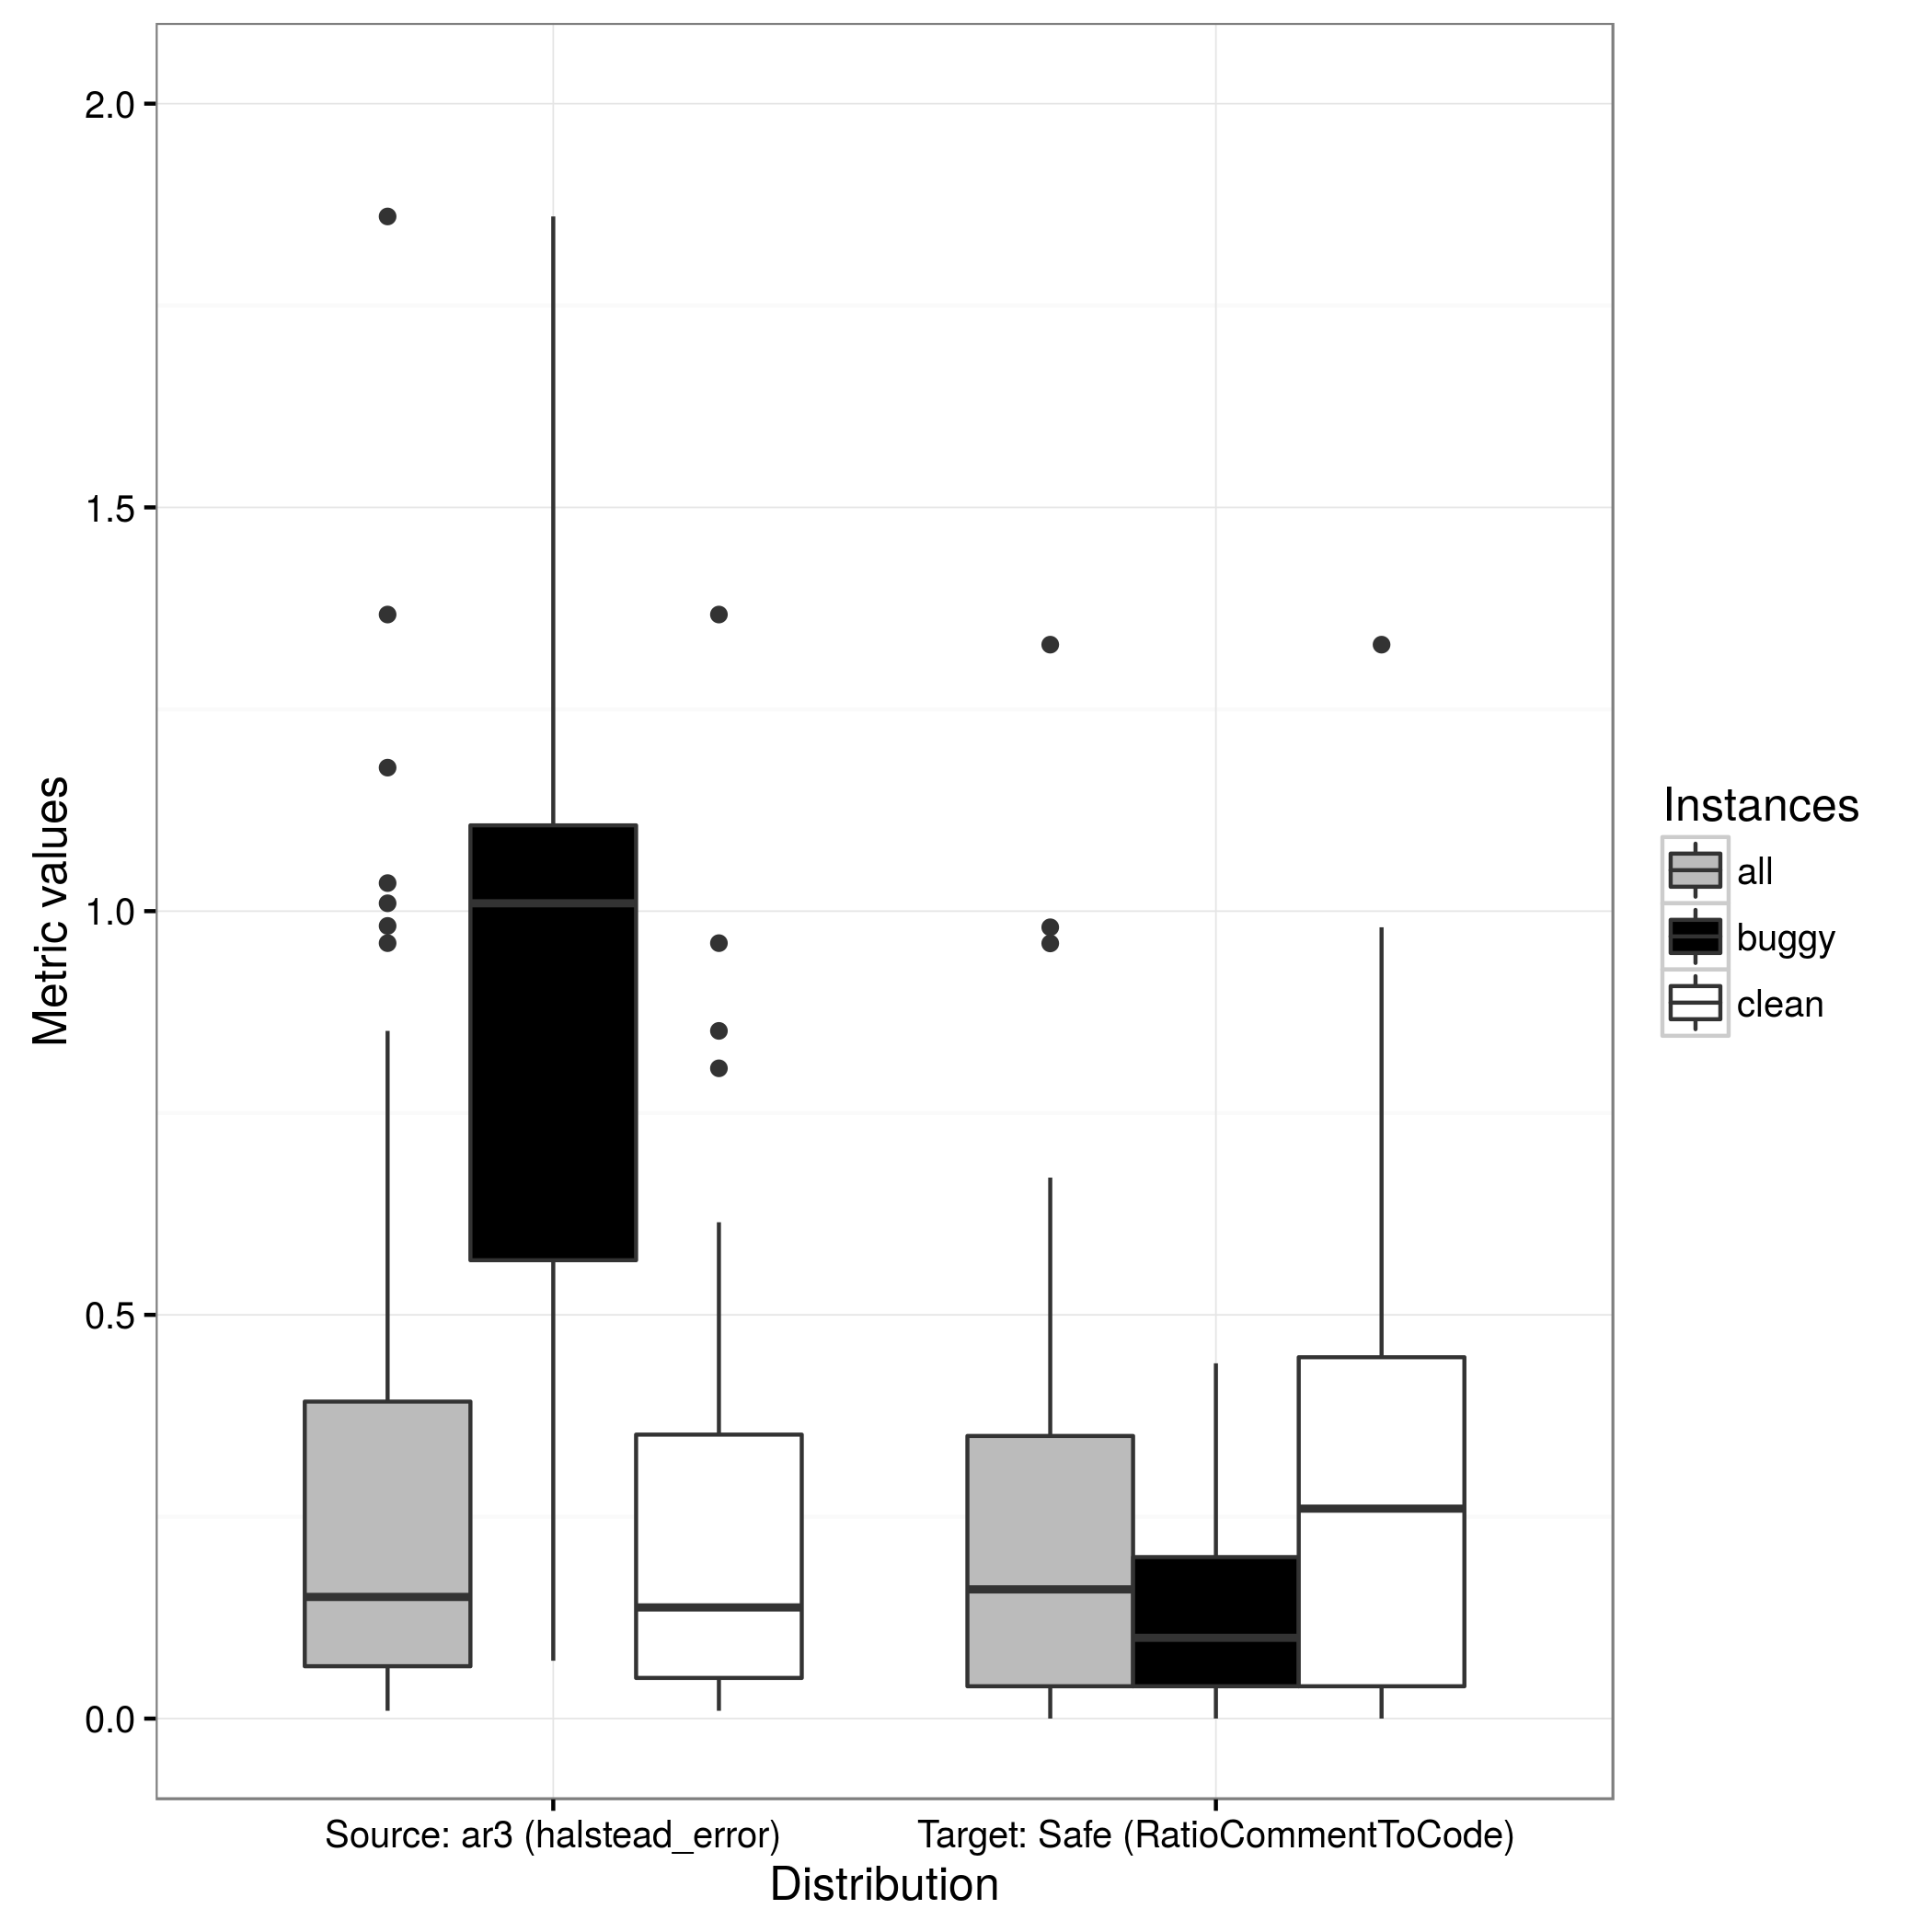 2.0
1.5
1.0
0.5
0.0
Metric values
Source: ar3 (halstead_error)
Target: Safe (RatioCommentToCode)
Distribution
Instances
all
buggy
clean